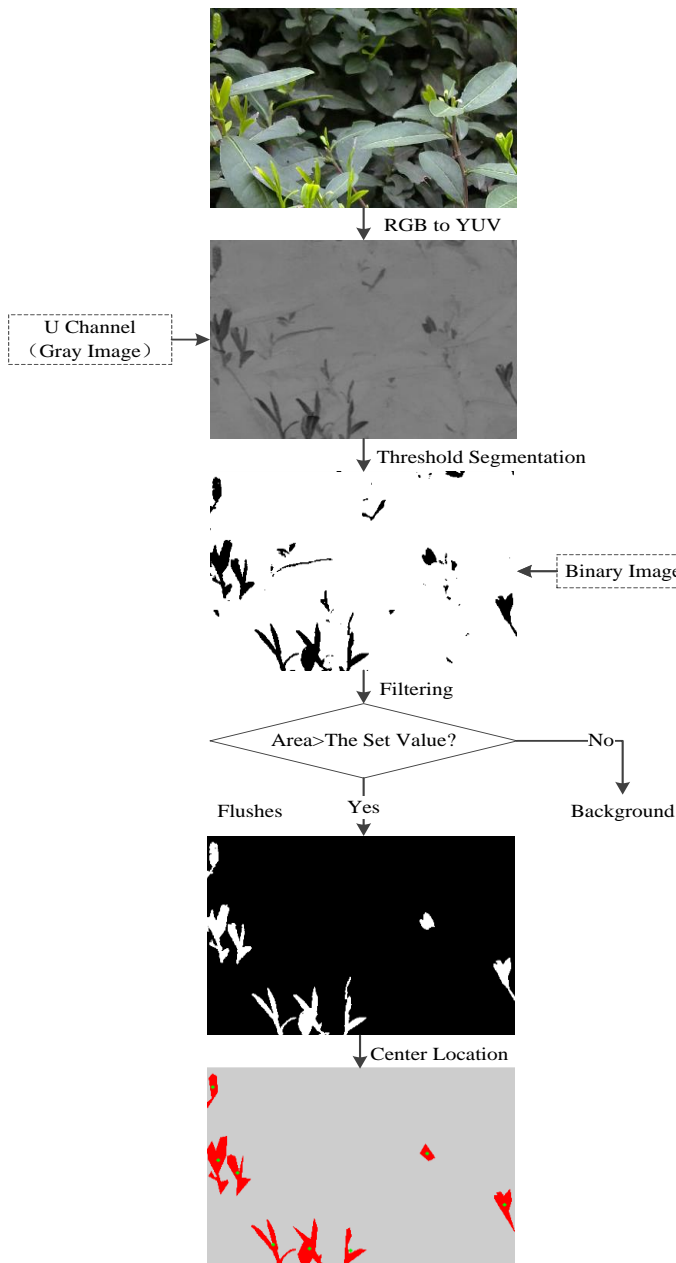 RGB to YUV
U Channel
（Gray Image）
Threshold Segmentation
Binary Image
Filtering
Area>The Set Value?
No
Flushes
Yes
Background
Center Location